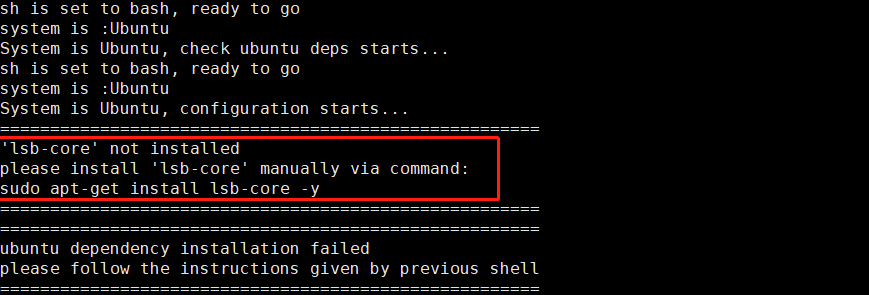 sh is set to bash, ready to go
system is :Ubuntu
System is Ubuntu, check ubuntu deps starts...
sh is set to bash, ready to go
system is :Ubuntu
System is Ubuntu, configuration starts...
======================================================
'lsb-core' not installed
please install 'lsb-core' manually via command:
sudo apt-get install lsb-core -y
======================================================
======================================================
ubuntu dependency installation failed
please follow the instructions given by previous shell
======================================================